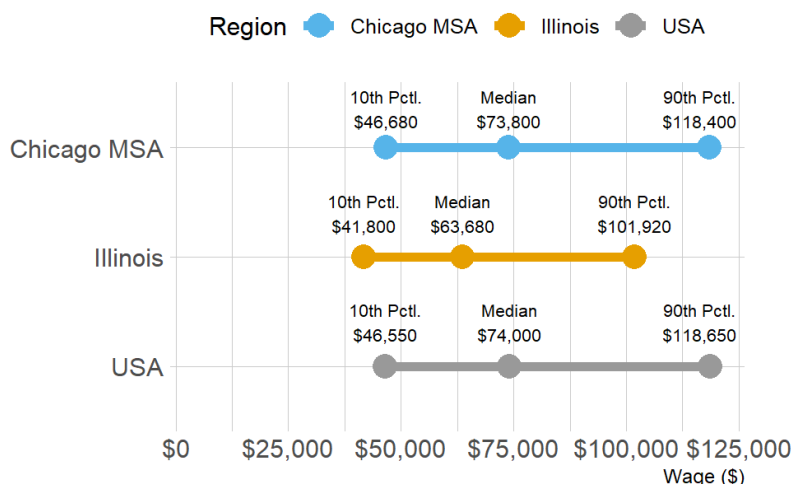 Region Chicago MSA Illinois USA
10th Pctl. Median 90th Pctl.
$46,680 $73,800 $118,400
Chicago MSA
10th Pctl. Median 90th Pctl.
$41,800 $63,680 $101,920
Illinois
10th Pctl. Median 90th Pctl.
$46,550 $74,000 $118,650
USA
$0 $25,000 $50,000 $75,000 $100,000 $125,000
Wage ($)